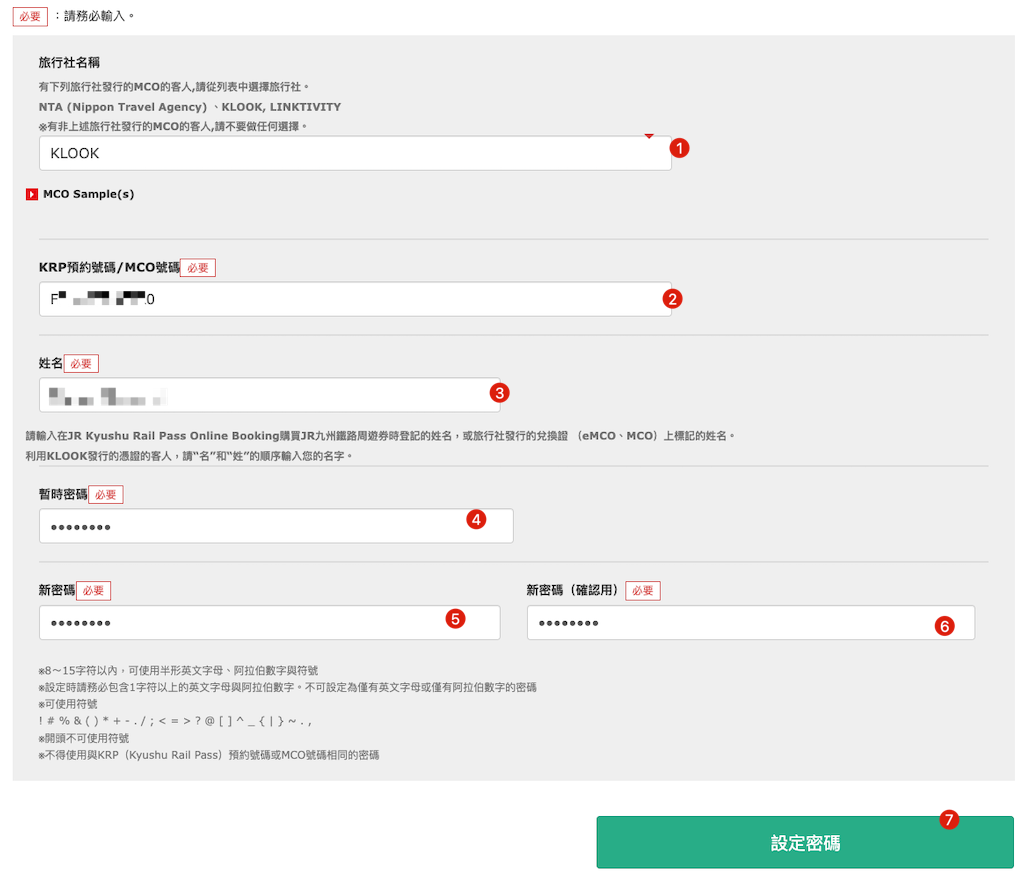 必要 :請務必輸入。
旅行社名稱
有下列旅行社發行的MCO的客人,請從列表中選擇旅行社。
NTA (Nippon Travel Agency) 、KLOOK, LINKTIVITY
※有非上述旅行社發行的MCO的客人,請不要做任何選擇。
KLOOK 1
MCO Sample(s)
KRP預約號碼/MCO號碼 必要
F 0 2
姓名 必要
3
請輸入在JR Kyushu Rail Pass Online Booking購買JR九州鐵路周遊券時登記的姓名，或旅行社發行的兌換證 （eMCO、MCO）上標記的姓名。
利用KLOOK發行的憑證的客人，請“名”和“姓”的順序輸入您的名字。
暫時密碼 必要
●●●●●●●● 4
新密碼 必要
●●●●●●●● 5
新密碼（確認用） 必要
●●●●●●●● 6
※8～15字符以內，可使用半形英文字母、阿拉伯數字與符號
※設定時請務必包含1字符以上的英文字母與阿拉伯數字。不可設定為僅有英文字母或僅有阿拉伯數字的密碼
※可使用符號
! # % & ( ) * + - . / ; < = > ? @ [ ] ^ _ { | } ~ . ,
※開頭不可使用符號
※不得使用與KRP（Kyushu Rail Pass）預約號碼或MCO號碼相同的密碼
7
設定密碼